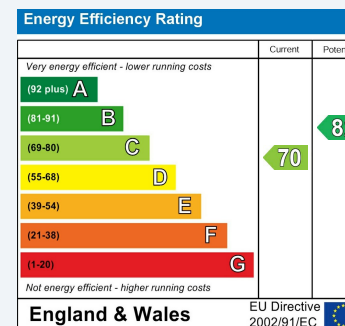 Energy Efficiency Rating
Current
Very energy efficient - lower running costs
(92 plus) A
(81-91) B
(69-80) C
70
(55-68) D
(39-54) E
(21-38) F
(1-20) G
Not energy efficient - higher running costs
England & Wales
EU Directive
2002/91/EC